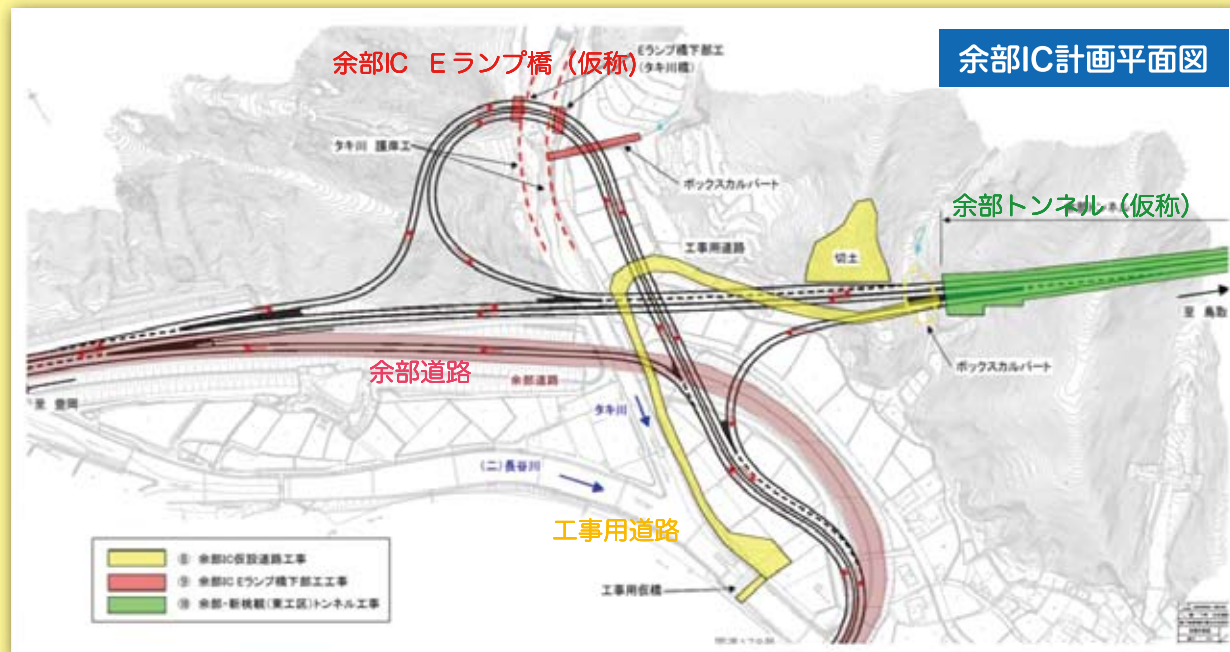 余部IC計画平面図
余部IC Eランプ橋（仮称）
Eランプ橋下部工
(タキ川橋)
タキ川 護岸工
ボックスカルバート
余部トンネル（仮称）
工事用道路
切土
至 鳥取
ボックスカルバート
余部道路
余部道路
至 豊岡
タキ川
(二)長谷川
工事用道路
工事用仮橋
⑧ 余部IC仮設道路工事
⑨ 余部IC Eランプ橋下部工工事
⑩ 余部・新桃観(東工区)トンネル工事